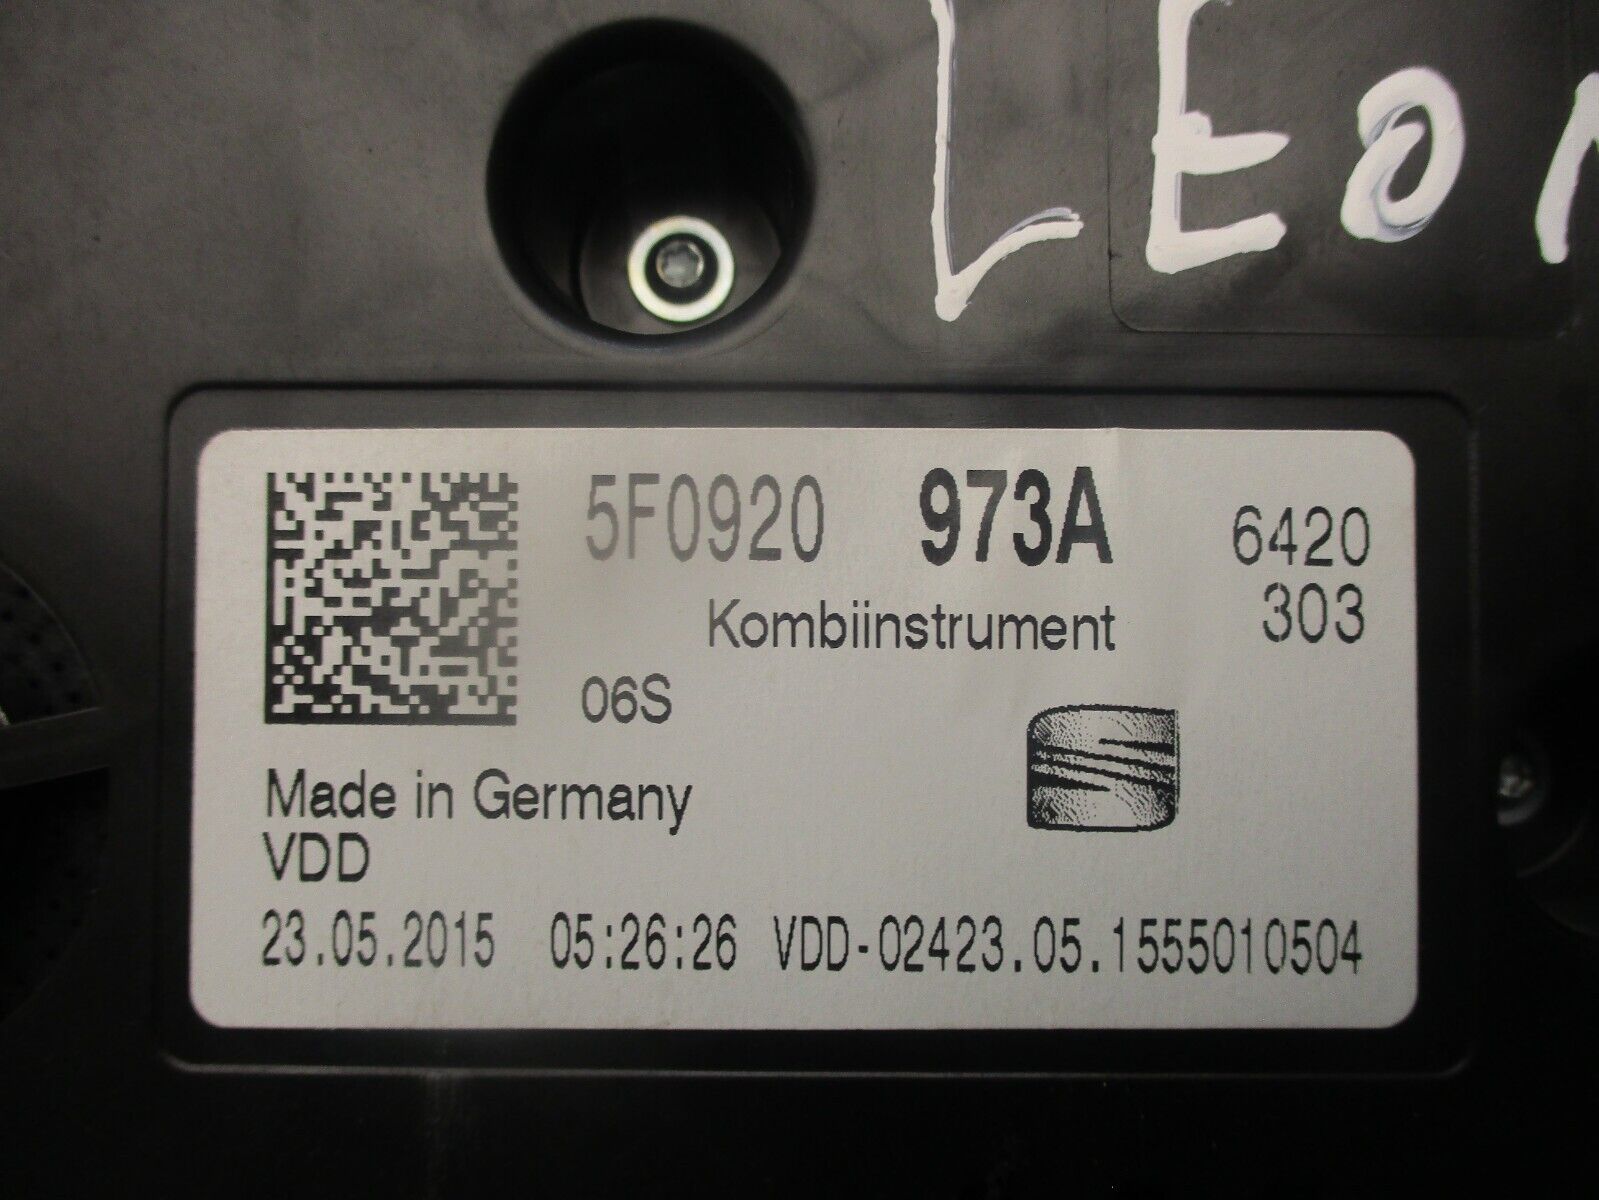 LEON
5F0920 973A 6420
Kombiinstrument 303
06S
Made in Germany
VDD
23.05.2015 05:26:26 VDD-02423.05.1555010504